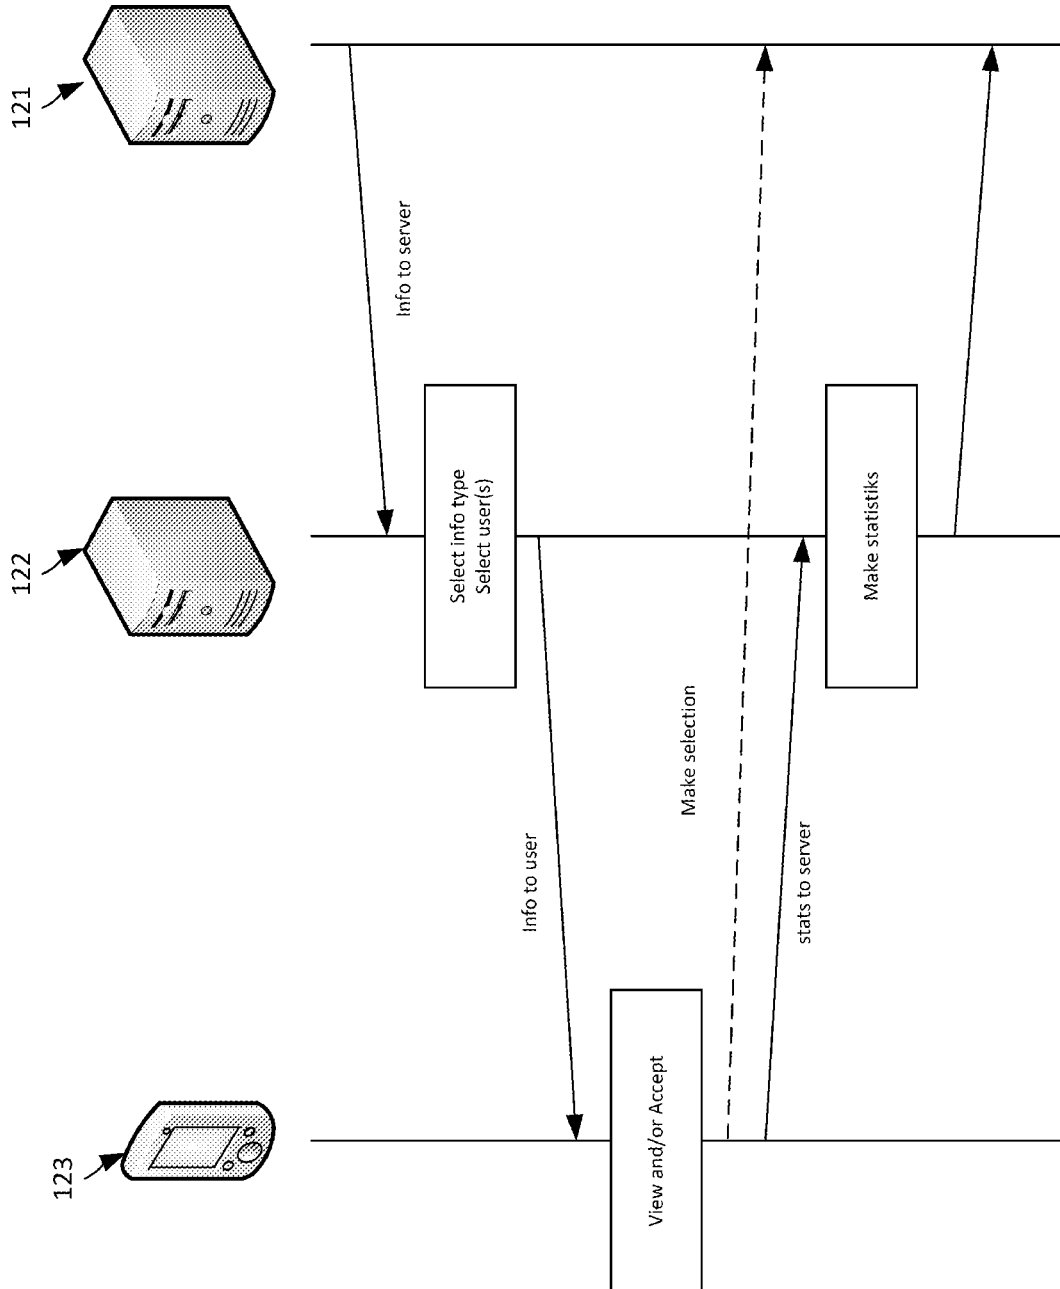 123
122
121
Info to server
Select info type
Select user(s)
Info to user
View and/or Accept
Make selection
stats to server
Make statistiks